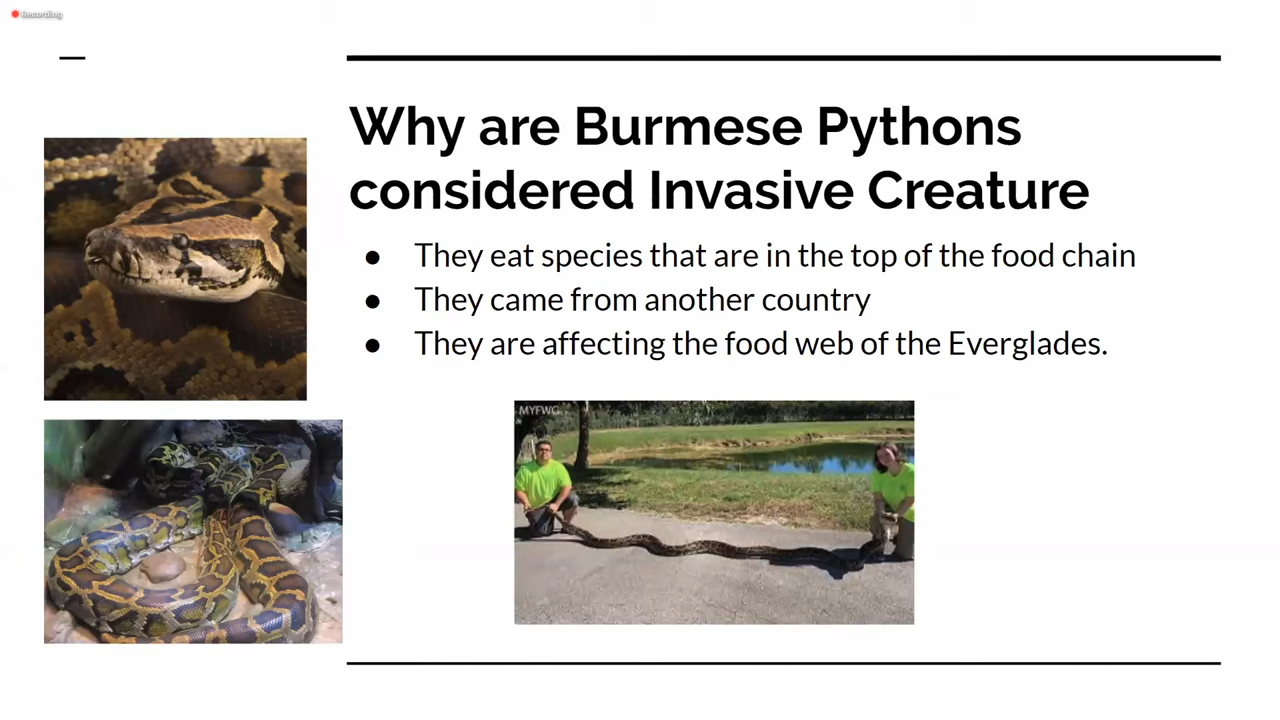 Recording
Why are Burmese Pythons
considered Invasive Creature
● They eat species that are in the top of the food chain
● They came from another country
● They are affecting the food web of the Everglades.
MYFWC